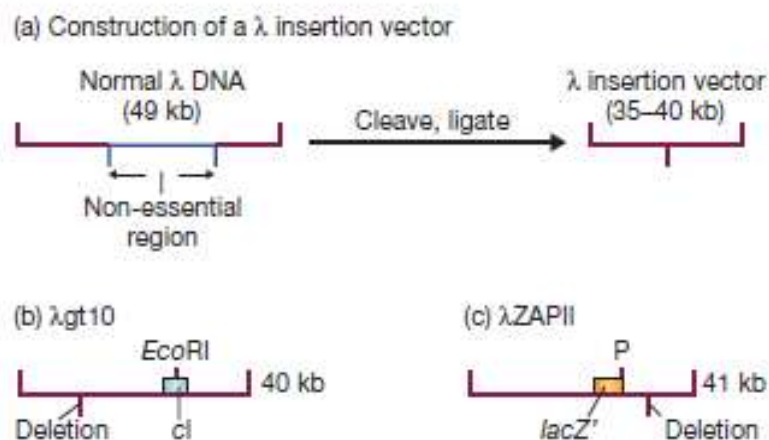 (a) Construction of a λ insertion vector
Normal λ DNA
(49 kb)
Cleave, ligate
λ insertion vector
(35–40 kb)
Non-essential
region
(b) λgt10
EcoRI
40 kb
Deletion
cI
(c) λZAPII
P
41 kb
lacZ'
Deletion